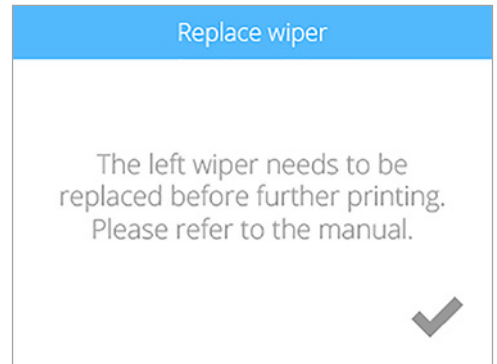 Replace wiper
The left wiper needs to be
replaced before further printing.
Please refer to the manual.